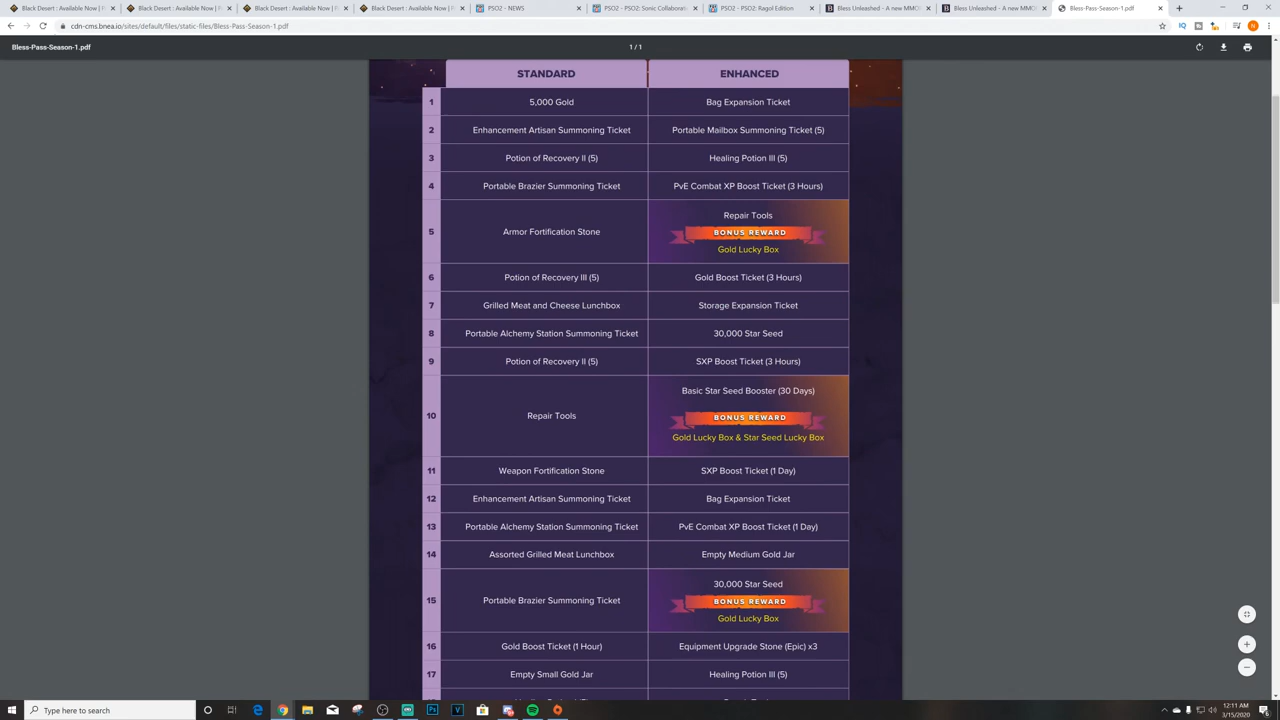 Black Desert : Available Now | P
Black Desert : Available Now | P
Black Desert : Available Now | P
Black Desert : Available Now | P
PSO2 - NEWS
PSO2 - PSO2: Sonic Collaboratio
PSO2 - PSO2 Ragol Edition
Bless Unleashed - A new MMO
Bless Unleashed - A new MMO
Bless-Pass-Season-1.pdf
cdn-cms.bnea.io/sites/default/files/static-files/Bless-Pass-Season-1.pdf
Bless-Pass-Season-1.pdf
1 / 1
STANDARD ENHANCED
1 5,000 Gold Bag Expansion Ticket
2 Enhancement Artisan Summoning Ticket Portable Mailbox Summoning Ticket (5)
3 Potion of Recovery II (5) Healing Potion III (5)
4 Portable Brazier Summoning Ticket PvE Combat XP Boost Ticket (3 Hours)
Repair Tools
5 Armor Fortification Stone BONUS REWARD
Gold Lucky Box
6 Potion of Recovery III (5) Gold Boost Ticket (3 Hours)
7 Grilled Meat and Cheese Lunchbox Storage Expansion Ticket
8 Portable Alchemy Station Summoning Ticket 30,000 Star Seed
9 Potion of Recovery II (5) SXP Boost Ticket (3 Hours)
Basic Star Seed Booster (30 Days)
10 Repair Tools BONUS REWARD
Gold Lucky Box & Star Seed Lucky Box
11 Weapon Fortification Stone SXP Boost Ticket (1 Day)
12 Enhancement Artisan Summoning Ticket Bag Expansion Ticket
13 Portable Alchemy Station Summoning Ticket PvE Combat XP Boost Ticket (1 Day)
14 Assorted Grilled Meat Lunchbox Empty Medium Gold Jar
30,000 Star Seed
15 Portable Brazier Summoning Ticket BONUS REWARD
Gold Lucky Box
16 Gold Boost Ticket (1 Hour) Equipment Upgrade Stone (Epic) x3
17 Empty Small Gold Jar Healing Potion III (5)
Type here to search
12:11 AM
3/15/2020